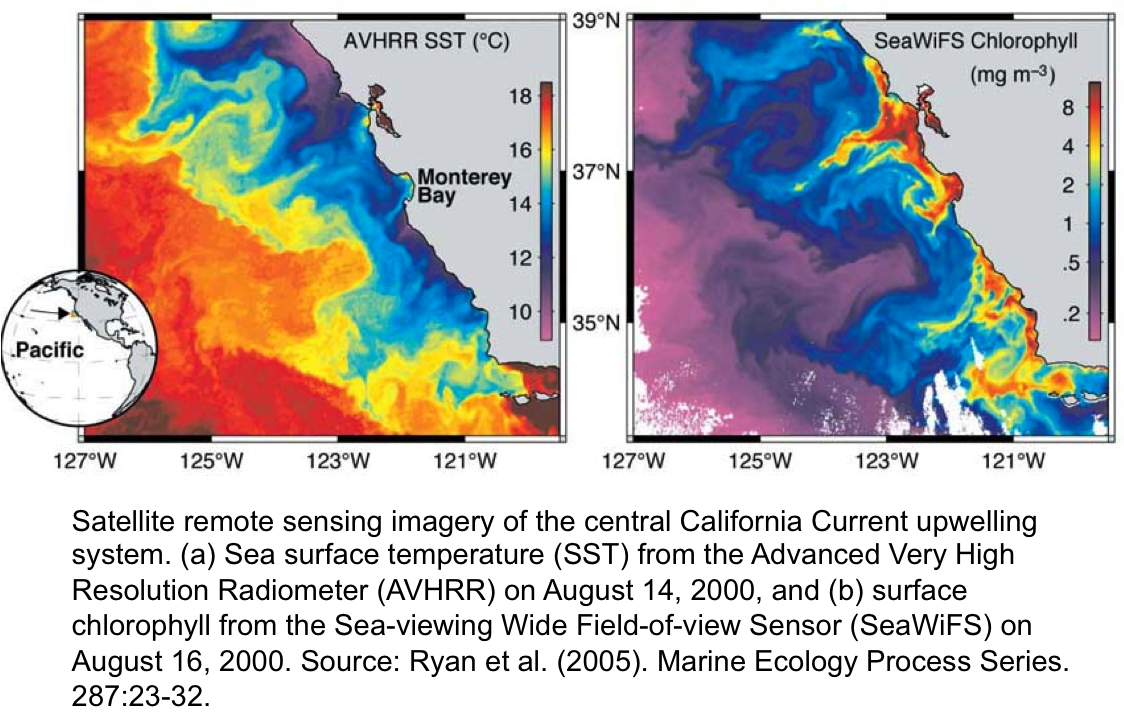 AVHRR SST (°C)
18
16
14
12
10
Monterey
Bay
Pacific
127°W
125°W
123°W
121°W
39°N
37°N
35°N
SeaWiFS Chlorophyll
(mg m⁻³)
8
4
2
1
.5
.2
127°W
125°W
123°W
121°W
Satellite remote sensing imagery of the central California Current upwelling
system. (a) Sea surface temperature (SST) from the Advanced Very High
Resolution Radiometer (AVHRR) on August 14, 2000, and (b) surface
chlorophyll from the Sea-viewing Wide Field-of-view Sensor (SeaWiFS) on
August 16, 2000. Source: Ryan et al. (2005). Marine Ecology Process Series.
287:23-32.